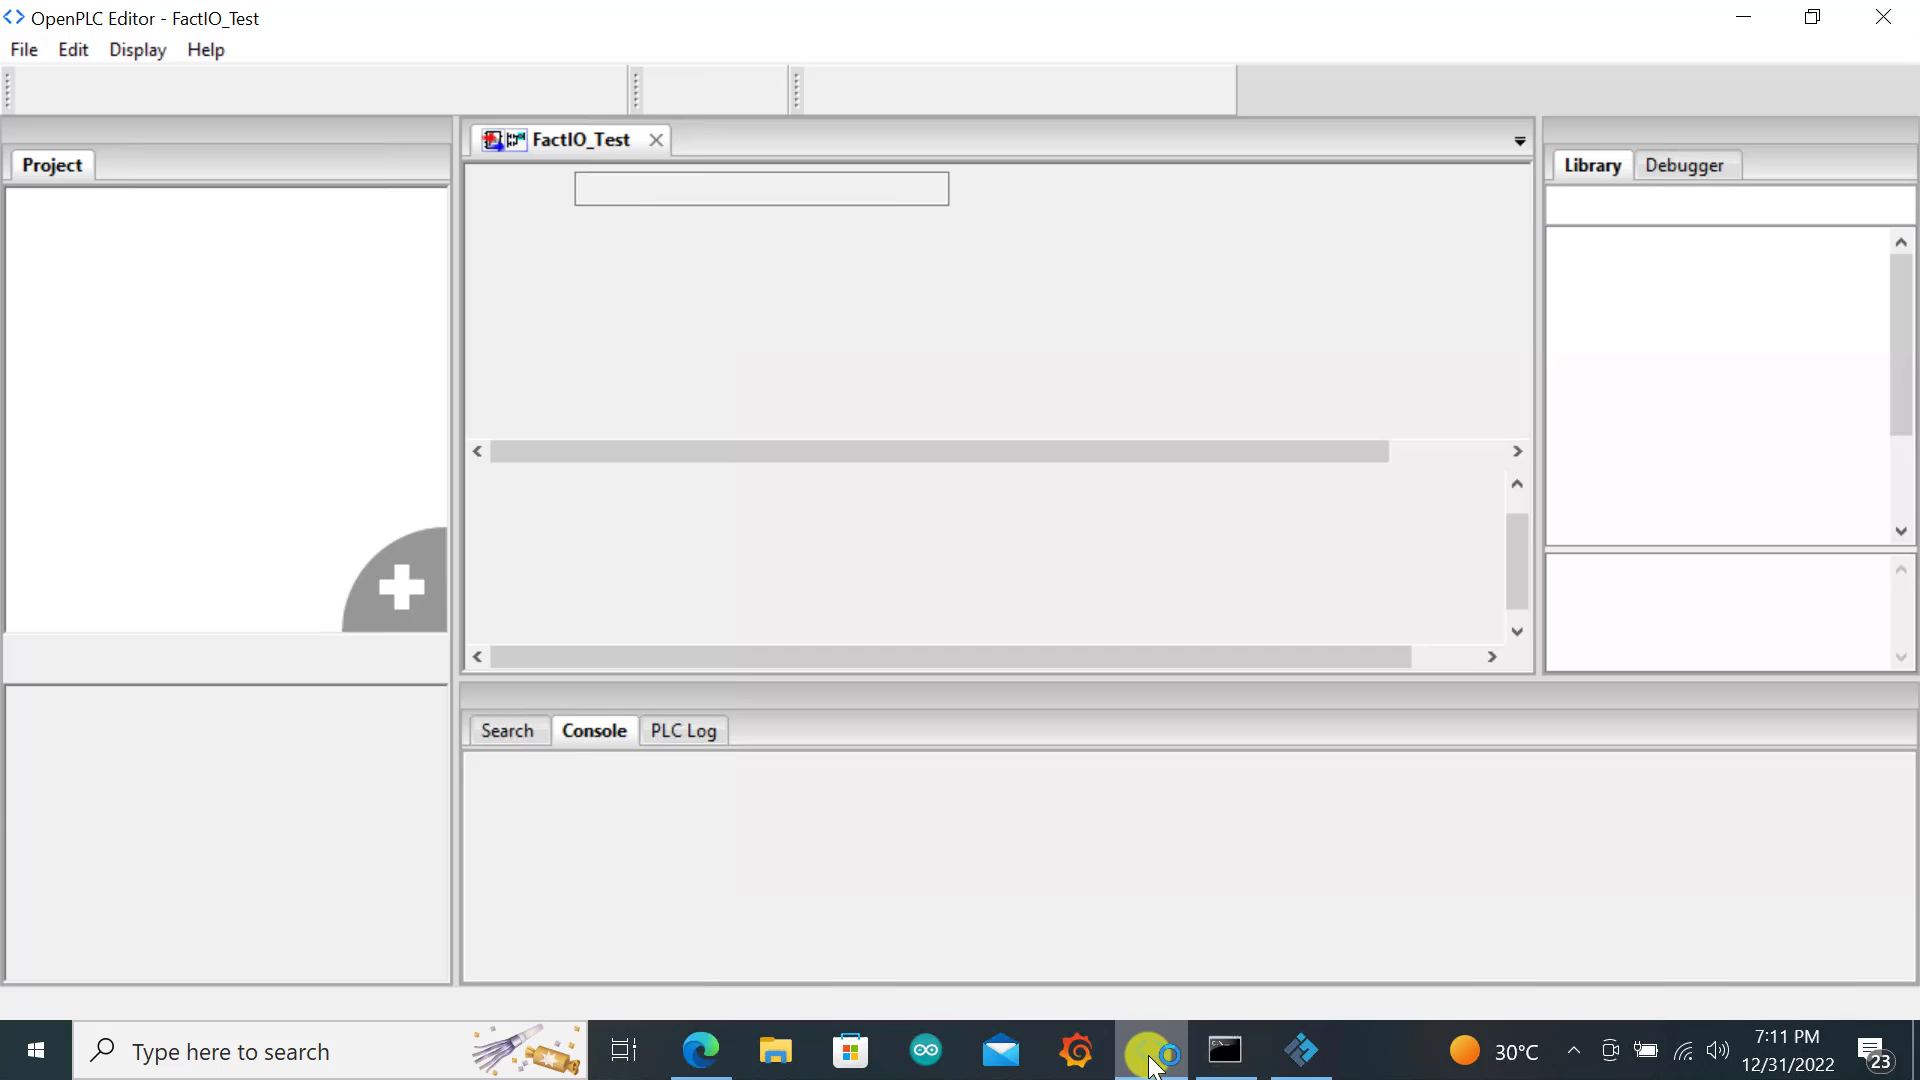 OpenPLC Editor - FactIO_Test
File Edit Display Help
FactIO_Test
Project
Library Debugger
Search Console PLC Log
Type here to search
30°C
7:11 PM
12/31/2022
23